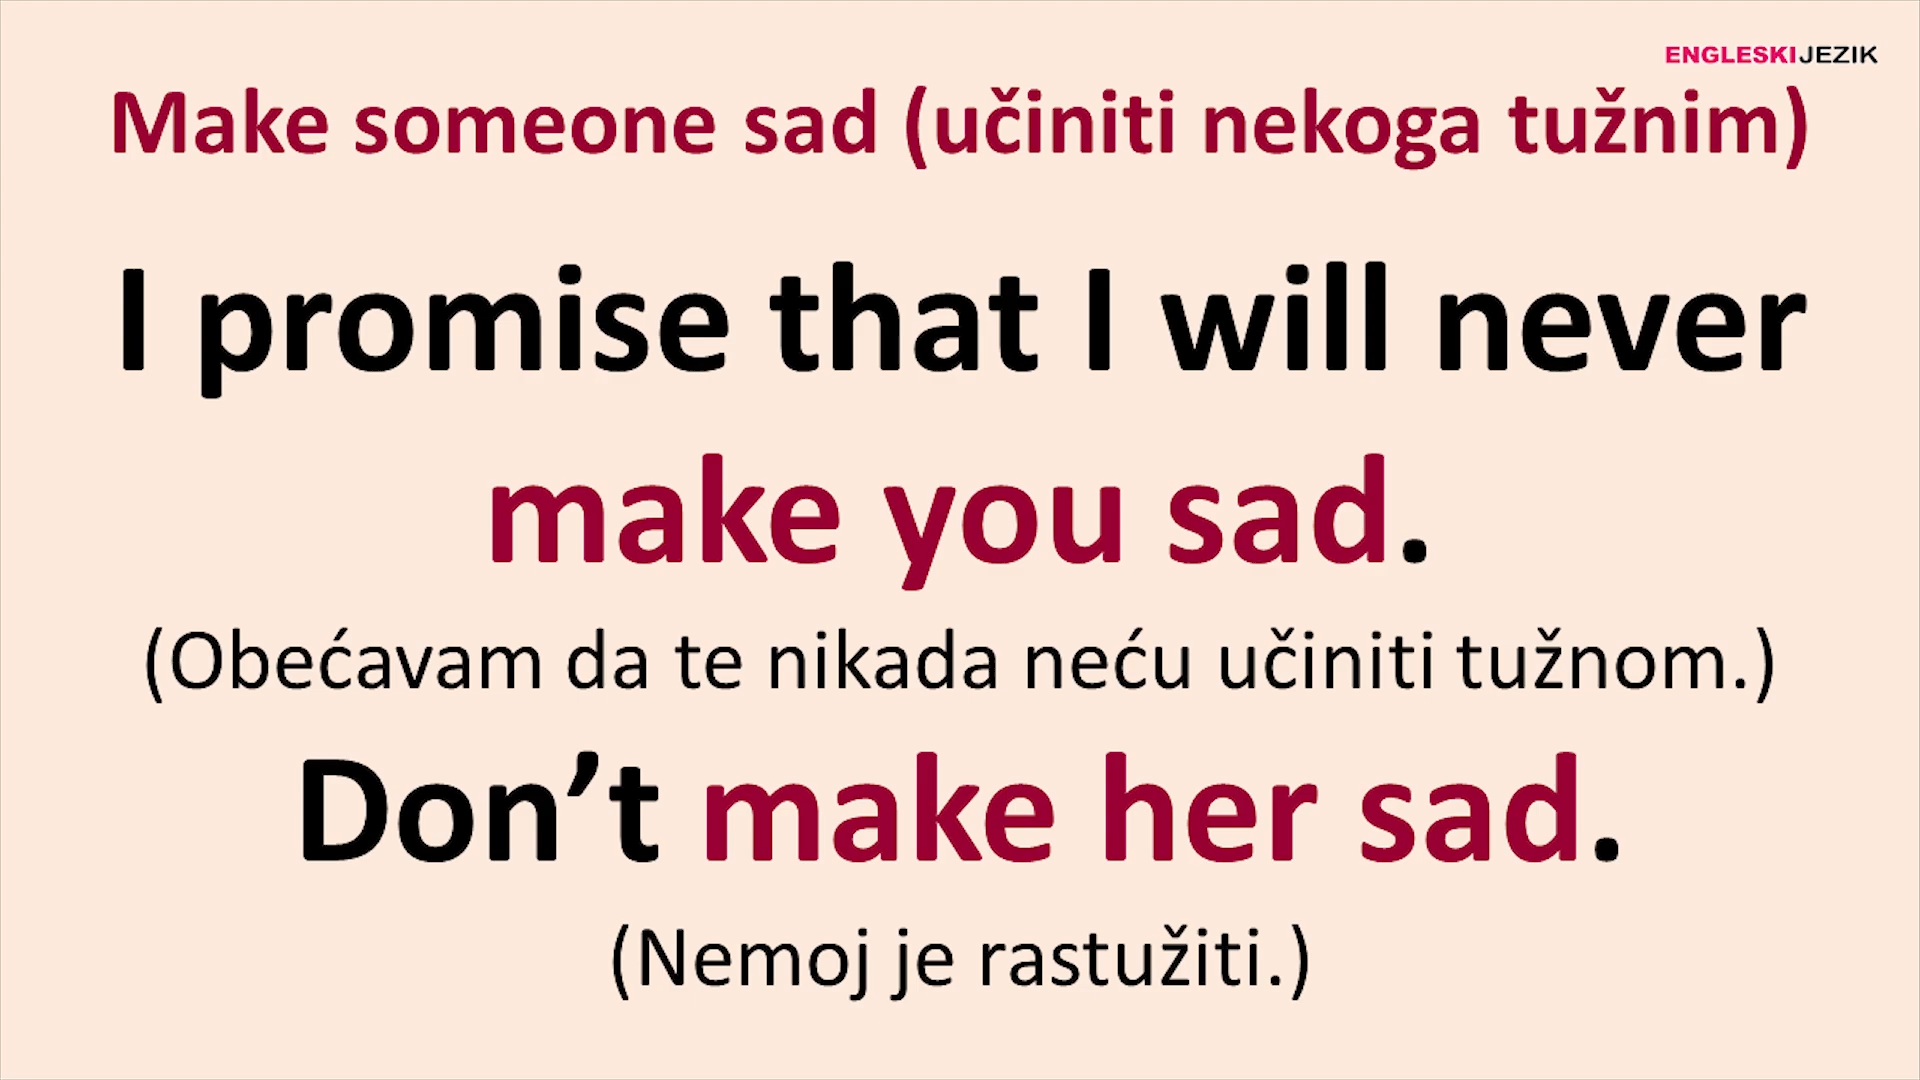 ENGLESKIJEZIK
Make someone sad (učiniti nekoga tužnim)
I promise that I will never
make you sad.
(Obećavam da te nikada neću učiniti tužnom.)
Don’t make her sad.
(Nemoj je rastužiti.)